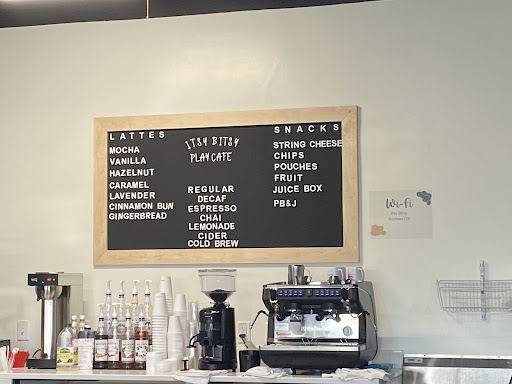 LATTES
MOCHA
VANILLA
HAZELNUT
CARAMEL
LAVENDER
CINNAMON BUN
GINGERBREAD
ITSY BITSY
PLAY CAFE
REGULAR
DECAF
ESPRESSO
CHAI
LEMONADE
CIDER
COLD BREW
SNACKS
STRING CHEESE
CHIPS
POUCHES
FRUIT
JUICE BOX
PB&J
Wi-Fi